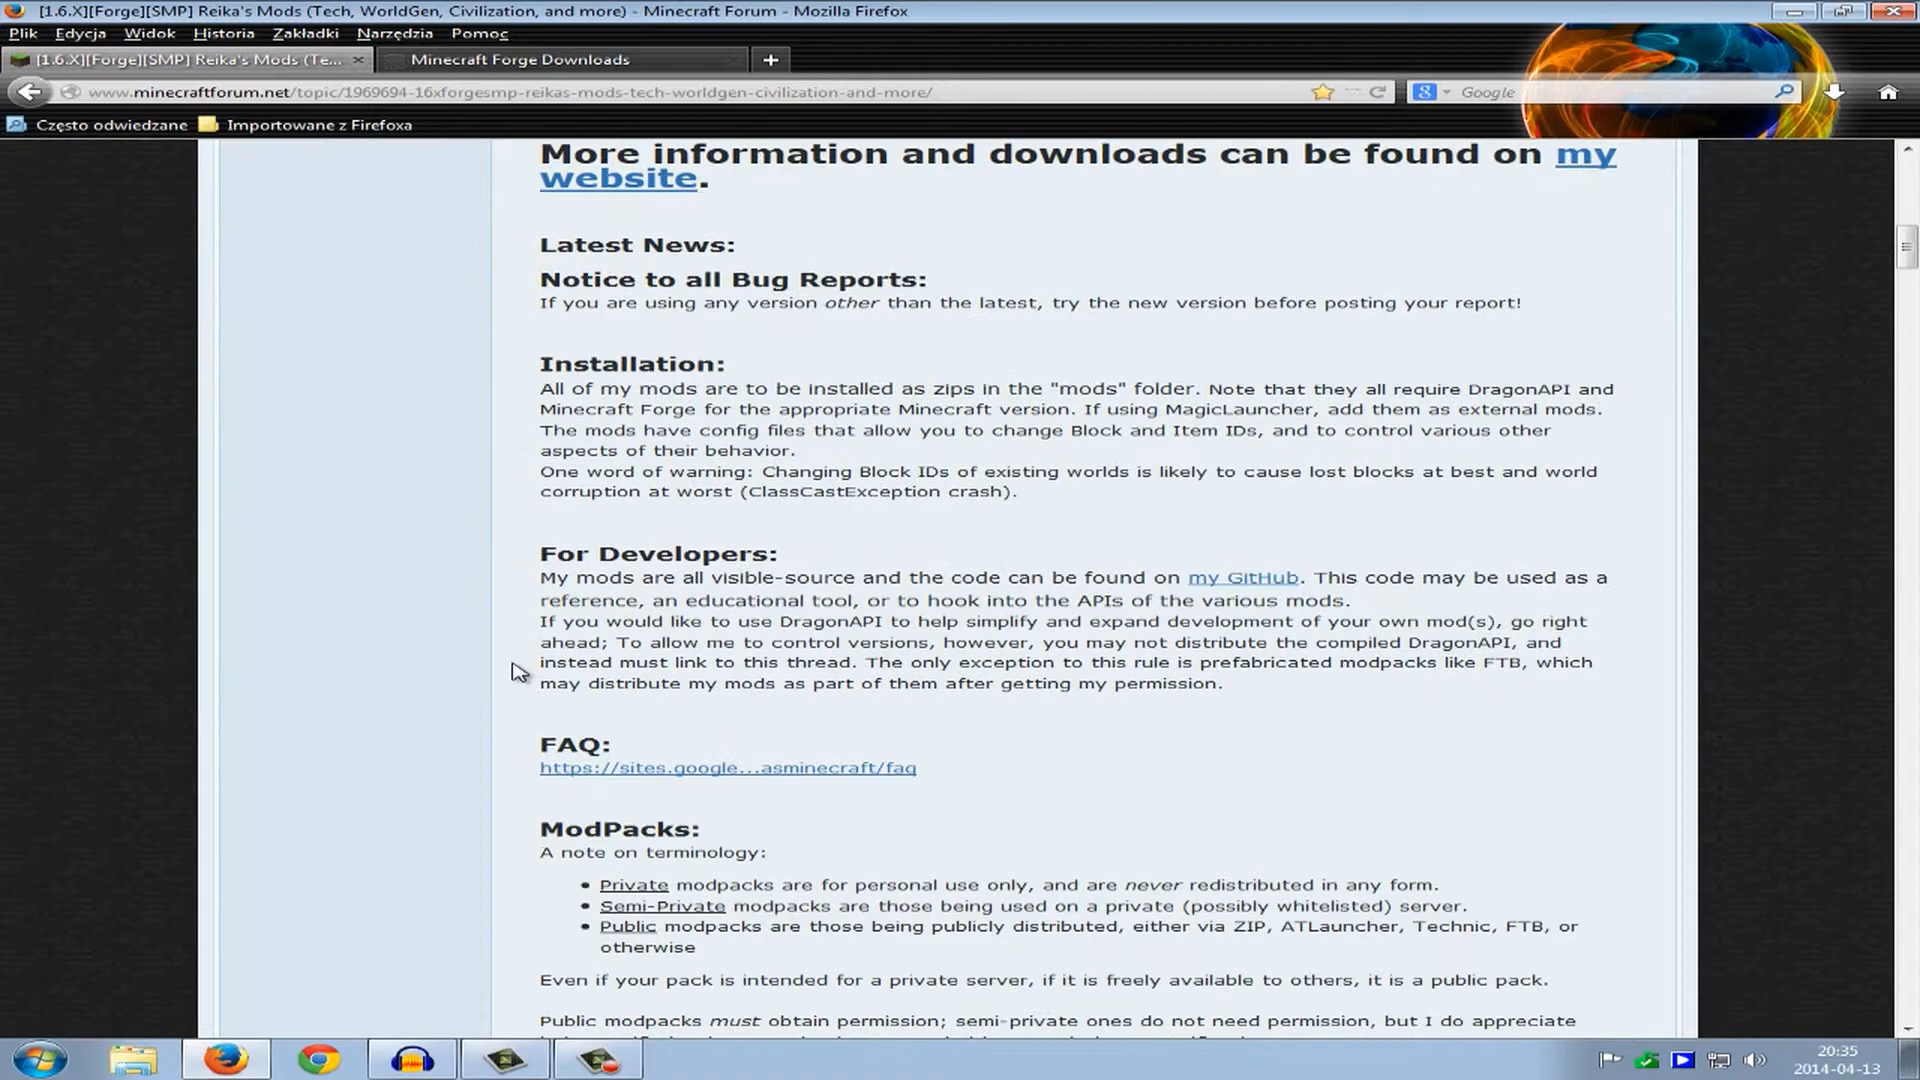 [1.6.X][Forge][SMP] Reika's Mods (Tech, WorldGen, Civilization, and more) - Minecraft Forum - Mozilla Firefox
Plik Edycja Widok Historia Zakładki Narzędzia Pomoc
[1.6.X][Forge][SMP] Reika's Mods (Te... Minecraft Forge Downloads
www.minecraftforum.net/topic/1969694-16xforgesmp-reikas-mods-tech-worldgen-civilization-and-more/ Google
Często odwiedzane Importowane z Firefoxa
More information and downloads can be found on my
website.
Latest News:
Notice to all Bug Reports:
If you are using any version other than the latest, try the new version before posting your report!
Installation:
All of my mods are to be installed as zips in the "mods" folder. Note that they all require DragonAPI and
Minecraft Forge for the appropriate Minecraft version. If using MagicLauncher, add them as external mods.
The mods have config files that allow you to change Block and Item IDs, and to control various other
aspects of their behavior.
One word of warning: Changing Block IDs of existing worlds is likely to cause lost blocks at best and world
corruption at worst (ClassCastException crash).
For Developers:
My mods are all visible-source and the code can be found on my GitHub. This code may be used as a
reference, an educational tool, or to hook into the APIs of the various mods.
If you would like to use DragonAPI to help simplify and expand development of your own mod(s), go right
ahead; To allow me to control versions, however, you may not distribute the compiled DragonAPI, and
instead must link to this thread. The only exception to this rule is prefabricated modpacks like FTB, which
may distribute my mods as part of them after getting my permission.
FAQ:
https://sites.google...asminecraft/faq
ModPacks:
A note on terminology:
Private modpacks are for personal use only, and are never redistributed in any form.
Semi-Private modpacks are those being used on a private (possibly whitelisted) server.
Public modpacks are those being publicly distributed, either via ZIP, ATLauncher, Technic, FTB, or
otherwise
Even if your pack is intended for a private server, if it is freely available to others, it is a public pack.
Public modpacks must obtain permission; semi-private ones do not need permission, but I do appreciate
20:35
2014-04-13